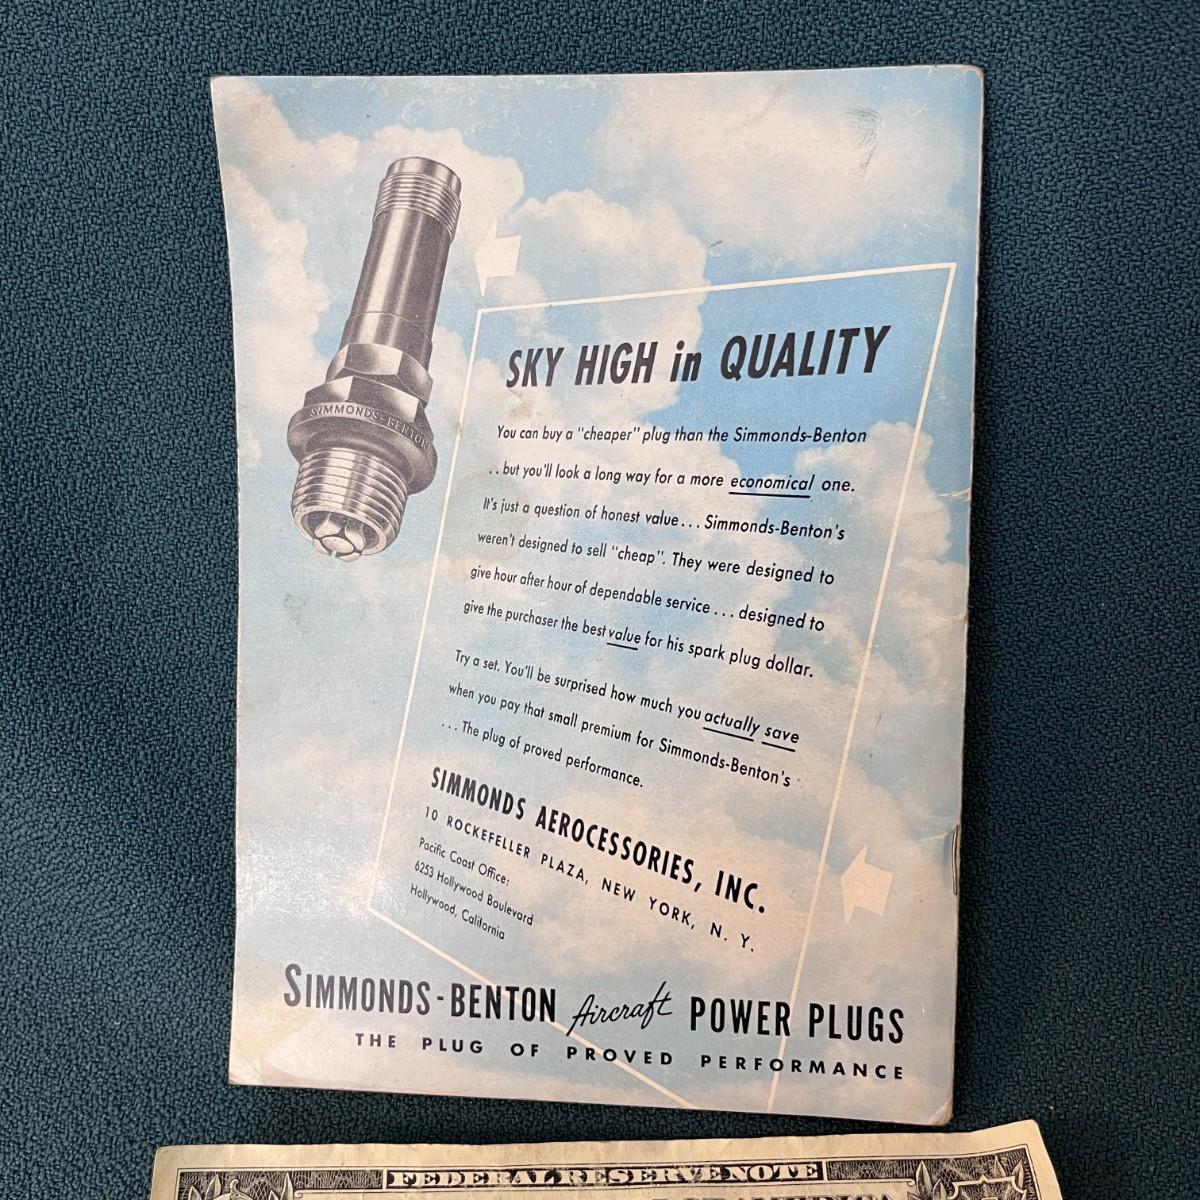 SIMMONDS-BENTON
SKY HIGH in QUALITY
You can buy a "cheaper" plug than the Simmonds-Benton
.. but you'll look a long way for a more economical one.
It's just a question of honest value... Simmonds-Benton's
weren't designed to sell "cheap". They were designed to
give hour after hour of dependable service... designed to
give the purchaser the best value for his spark plug dollar.
Try a set. You'll be surprised how much you actually save
when you pay that small premium for Simmonds-Benton's
... The plug of proved performance.
SIMMONDS AEROCESSORIES, INC.
10 ROCKEFELLER PLAZA, NEW YORK, N. Y.
Pacific Coast Office:
6253 Hollywood Boulevard
Hollywood, California
SIMMONDS-BENTON Aircraft POWER PLUGS
THE PLUG OF PROVED PERFORMANCE
FEDERAL RESERVE NOTE